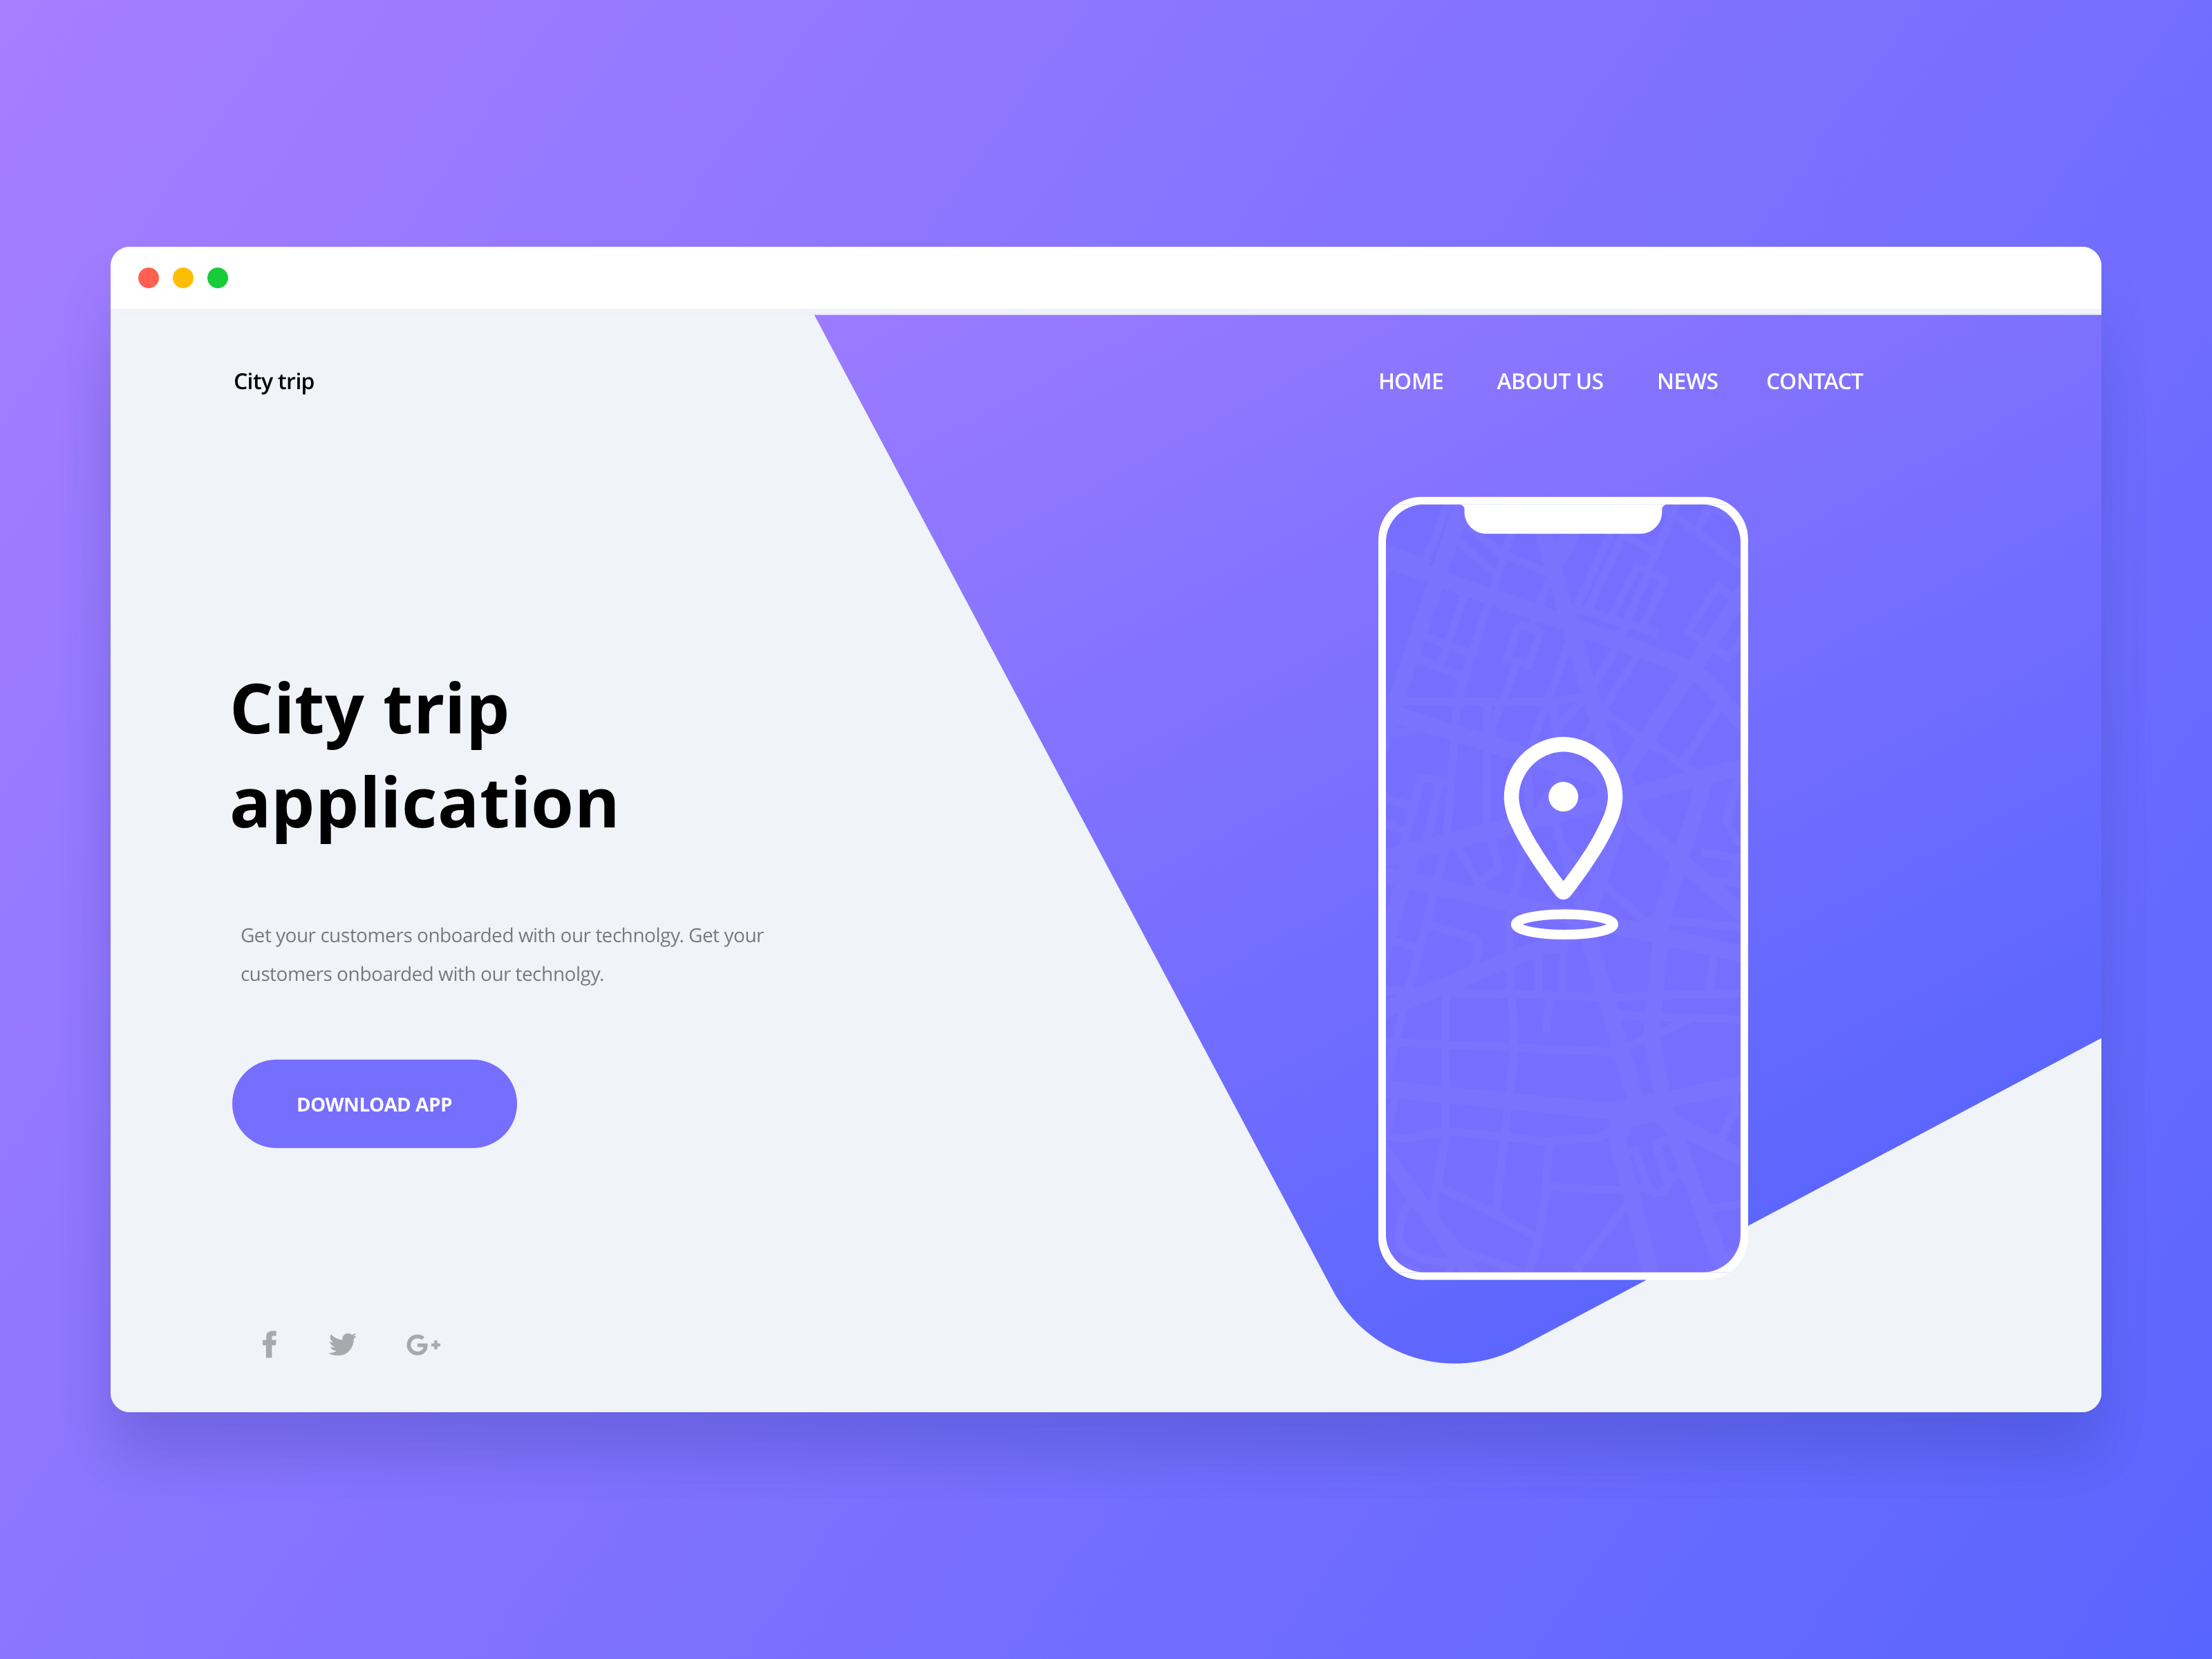 City trip
HOME ABOUT US NEWS CONTACT
City trip
application
Get your customers onboarded with our technolgy. Get your
customers onboarded with our technolgy.
DOWNLOAD APP
G+